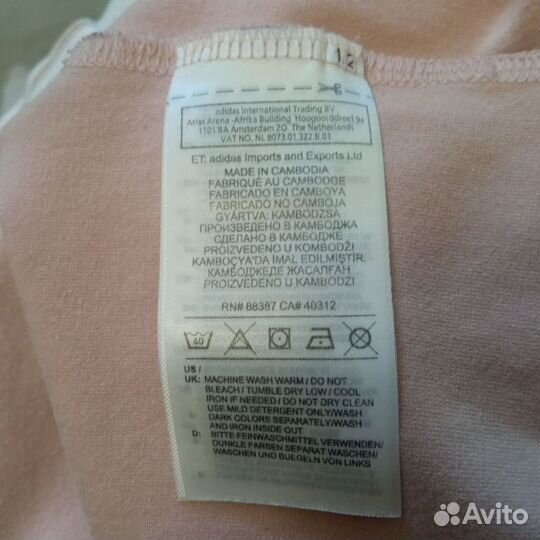 12
adidas International Trading BV
Atlas Arena -Afrika Building Hoogoorddreef 9a
1101 BA Amsterdam ZO The Netherlands
VAT NO. NL 8073.01.322.B.01
ET: adidas Imports and Exports Ltd
MADE IN CAMBODIA
FABRIQUÉ AU CAMBODGE
FABRICADO EN CAMBOYA
FABRICADO NO CAMBOJA
GYÁRTVA: KAMBODZSA
ПРОИЗВЕДЕНО В КАМБОДЖА
СДЕЛАНО В КАМБОДЖЕ
PROIZVEDENO U KOMBODŽI
KAMBOÇYA'DA İMAL EDİLMİŞTİR
КАМБОДЖЕДЕ ЖАСАЛҒАН
PROIZVEDENO U KAMBODŽI
RN# 88387 CA# 40312
40
US /
UK: MACHINE WASH WARM / DO NOT
BLEACH / TUMBLE DRY LOW / COOL
IRON IF NEEDED / DO NOT DRY CLEAN
USE MILD DETERGENT ONLY/WASH
DARK COLORS SEPARATELY/WASH
AND IRON INSIDE OUT
D: BITTE FEINWASCHMITTEL VERWENDEN/
DUNKLE FARBEN SEPARAT WASCHEN/
WASCHEN UND BUEGELN VON LINKS
Avito